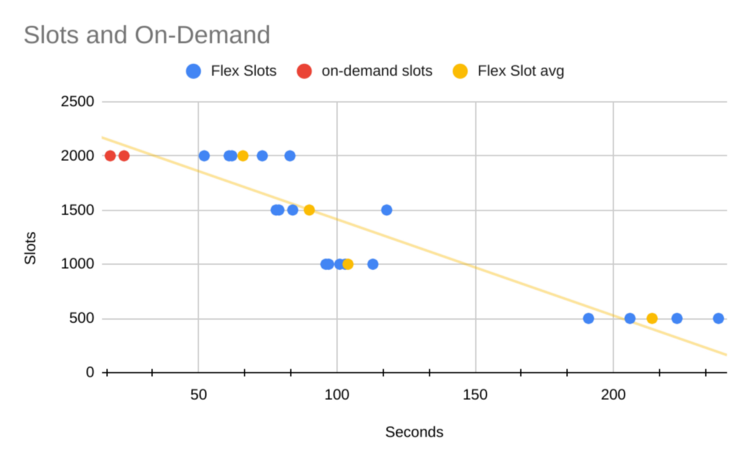 Slots and On-Demand
Flex Slots on-demand slots Flex Slot avg
2500
2000
1500
1000
500
0
Slots
50 100 150 200
Seconds